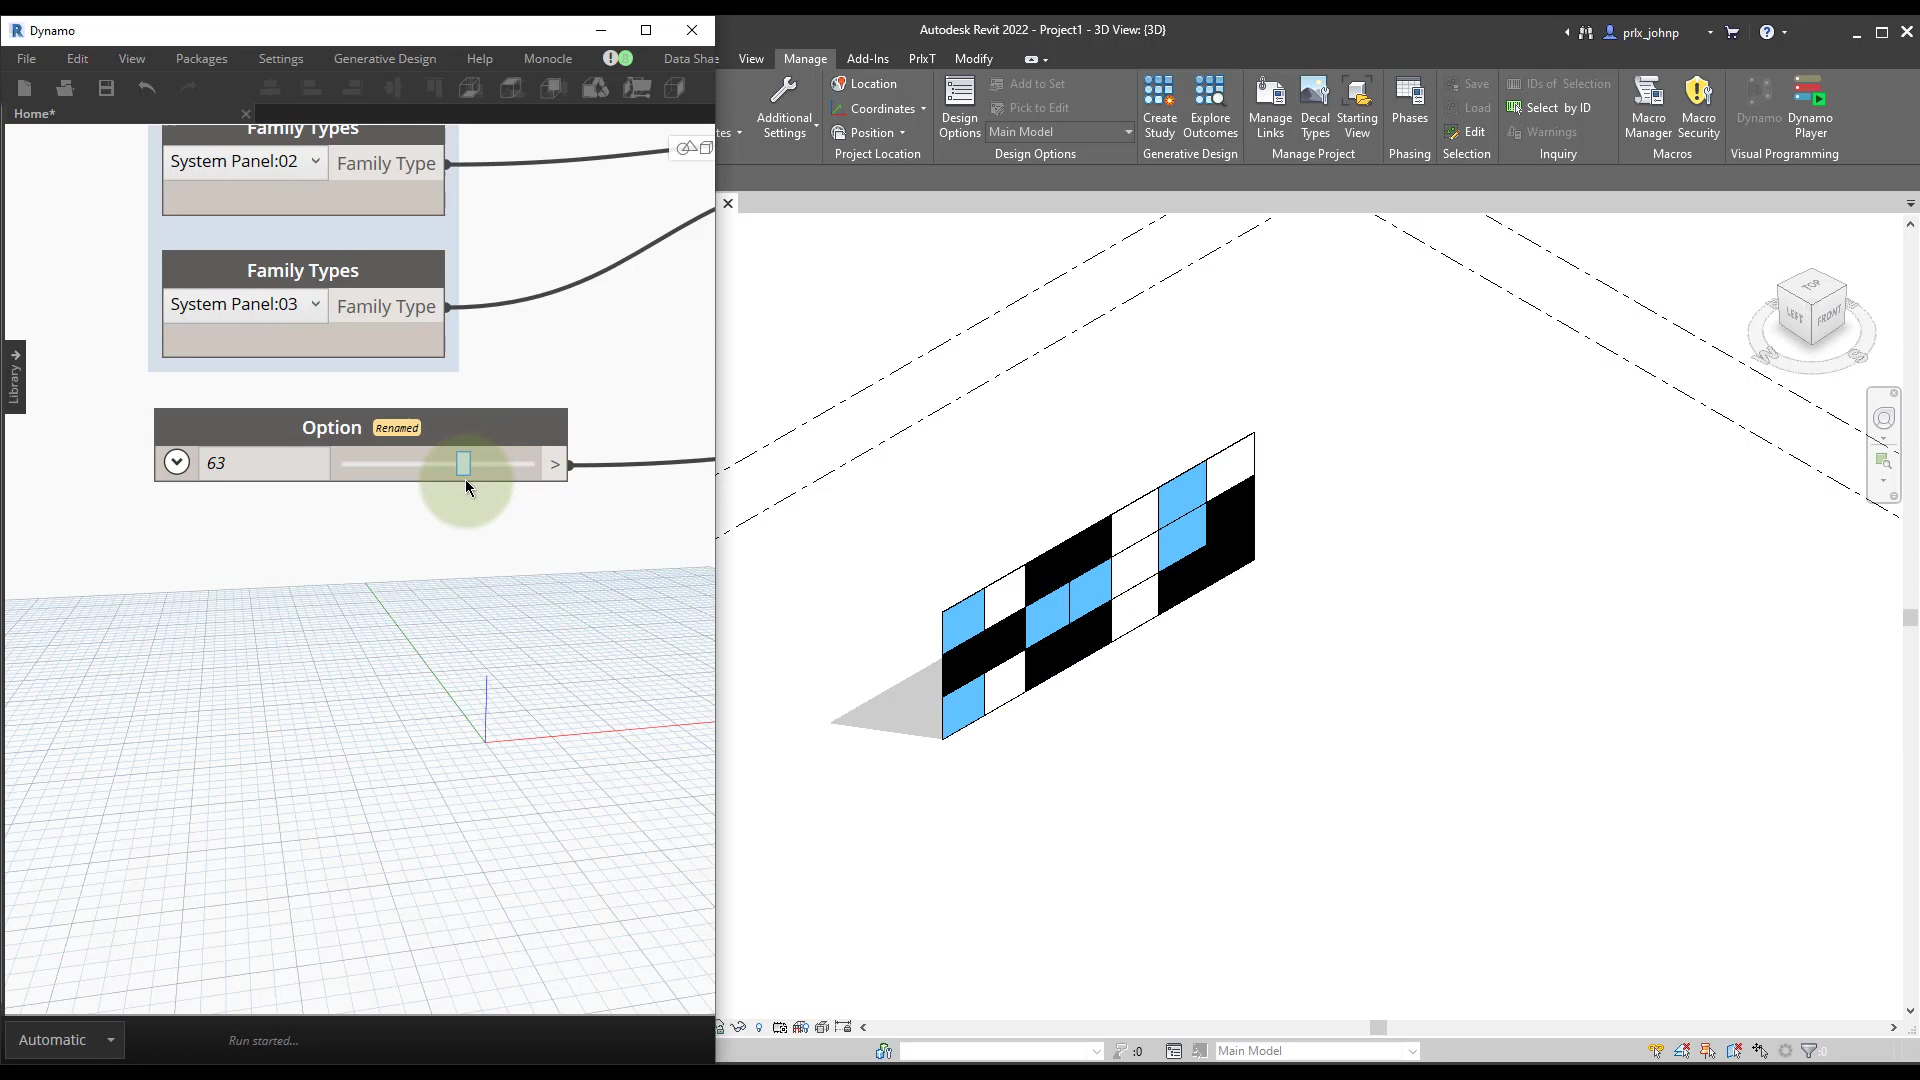 Dynamo
File Edit View Packages Settings Generative Design Help Monocle Data Sha
Home*
Family Types
System Panel:02 Family Type
Family Types
System Panel:03 Family Type
Library
Option Renamed
63 >
Automatic Run started...
Autodesk Revit 2022 - Project1 - 3D View: {3D} prlx_johnp
View Manage Add-Ins PrlxT Modify
Additional Settings
Location
Coordinates
Position
Project Location
Design Options
Add to Set
Pick to Edit
Main Model
Design Options
Create Study
Explore Outcomes
Generative Design
Manage Links
Decal Types
Starting View
Manage Project
Phases
Phasing
Save
Load
Edit
Selection
IDs of Selection
Select by ID
Warnings
Inquiry
Macro Manager
Macro Security
Macros
Dynamo
Dynamo Player
Visual Programming
TOP
LEFT
FRONT
W
S
:0 Main Model :0